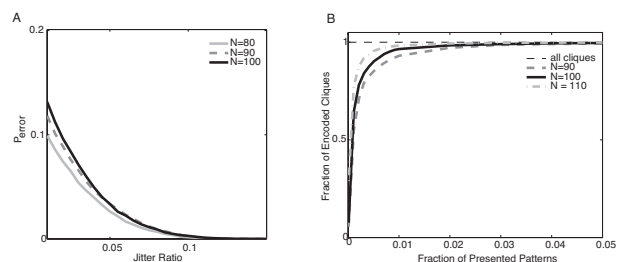 A
0.2
N=80
N=90
N=100
0.1
Perror
0
0.05
0.1
Jitter Ratio
B
1
all cliques
N=90
N=100
N = 110
0.5
Fraction of Encoded Cliques
0
0
0.01
0.02
0.03
0.04
0.05
Fraction of Presented Patterns